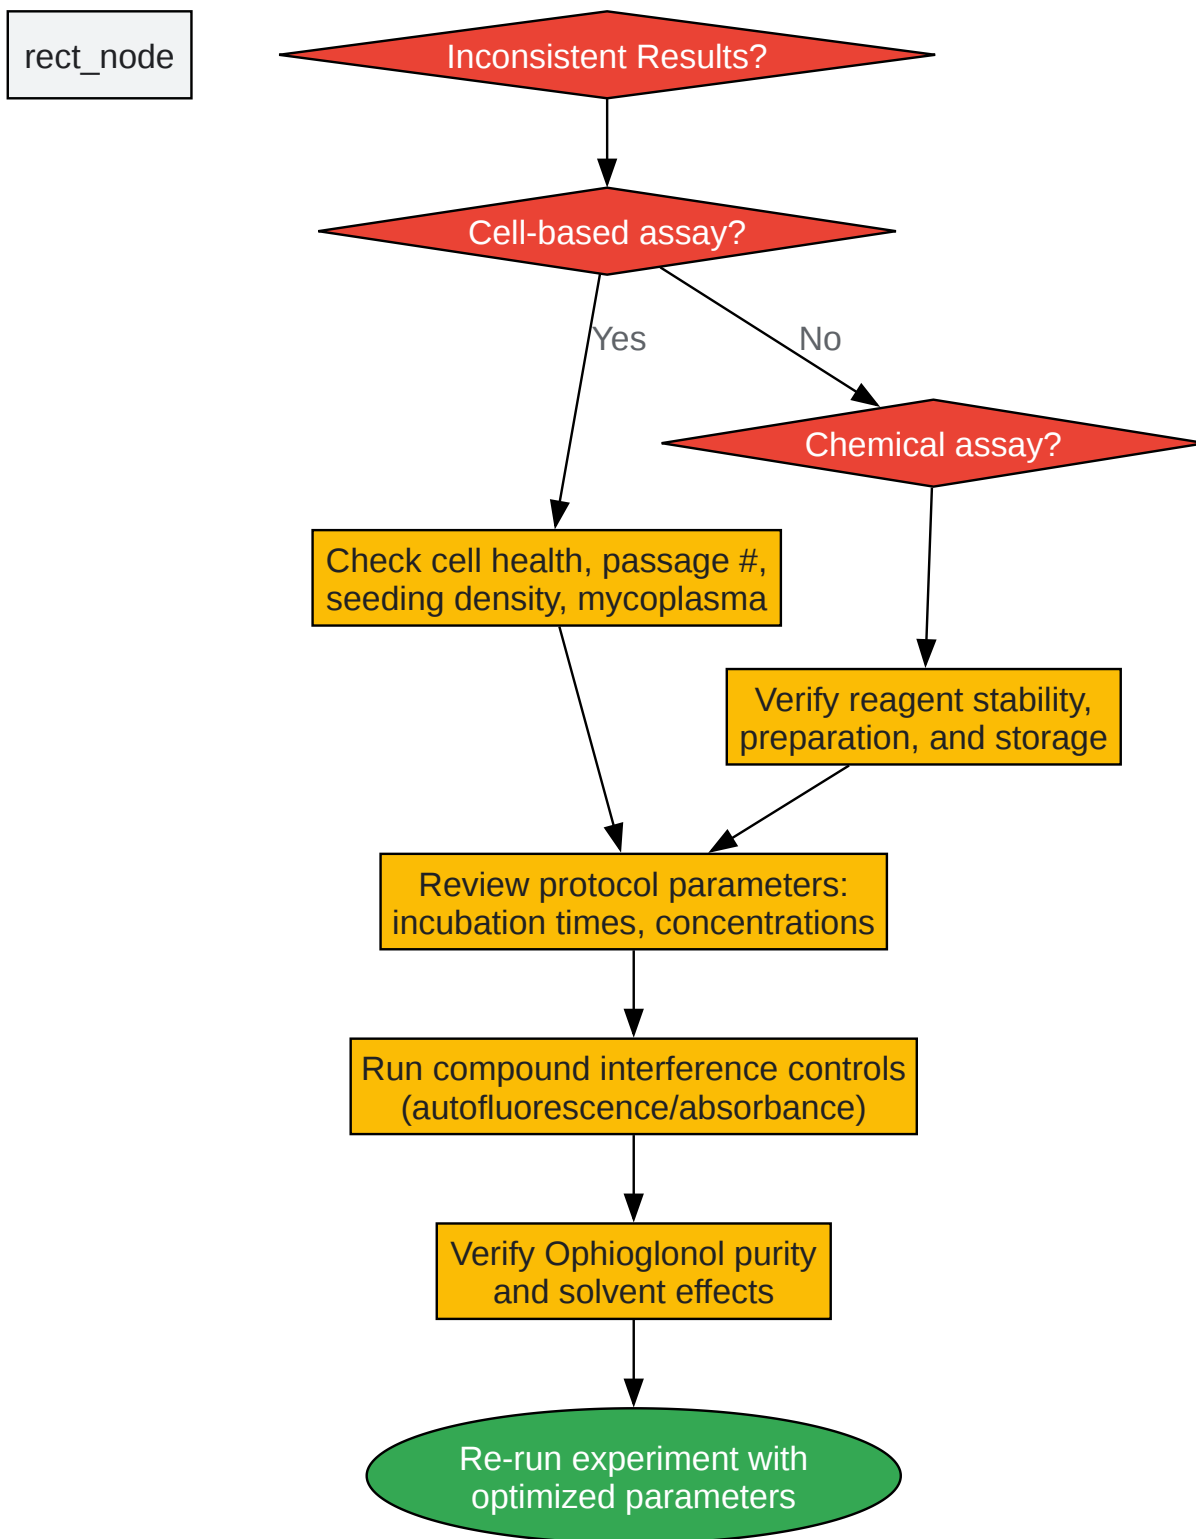 rect_node
Inconsistent Results?
Cell-based assay?
Yes
No
Chemical assay?
Check cell health, passage #,
seeding density, mycoplasma
Verify reagent stability,
preparation, and storage
Review protocol parameters:
incubation times, concentrations
Run compound interference controls
(autofluorescence/absorbance)
Verify Ophioglonol purity
and solvent effects
Re-run experiment with
optimized parameters